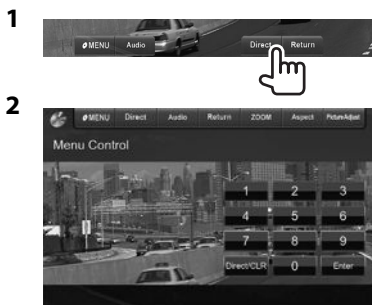 1
MENU Audio Direct Return
2
MENU Direct Audio Return ZOOM Aspect PictureAdjust
Menu Control
1 2 3
4 5 6
7 8 9
Direct/CLR 0 Enter